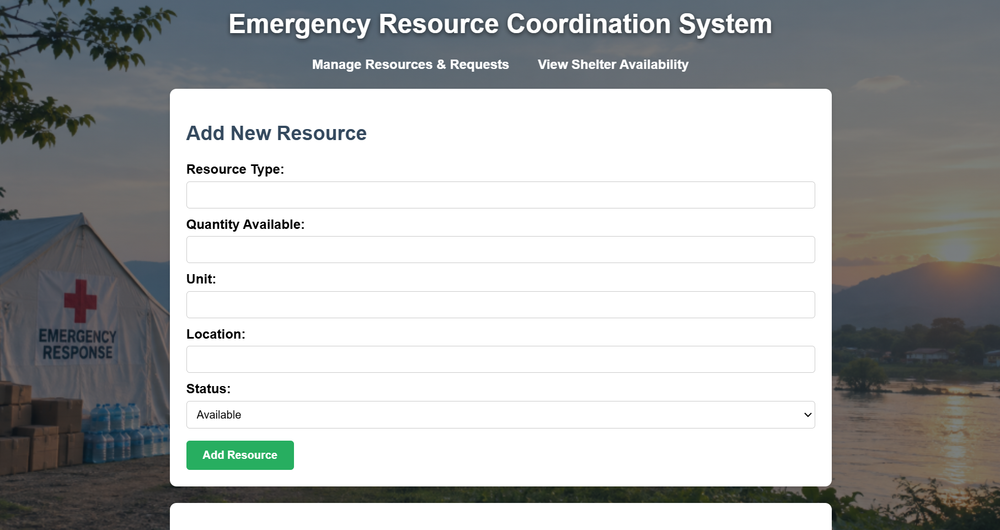 Emergency Resource Coordination System
Manage Resources & Requests
View Shelter Availability
Add New Resource
Resource Type:
Quantity Available:
Unit:
Location:
Status:
Available
Add Resource
EMERGENCY
RESPONSE